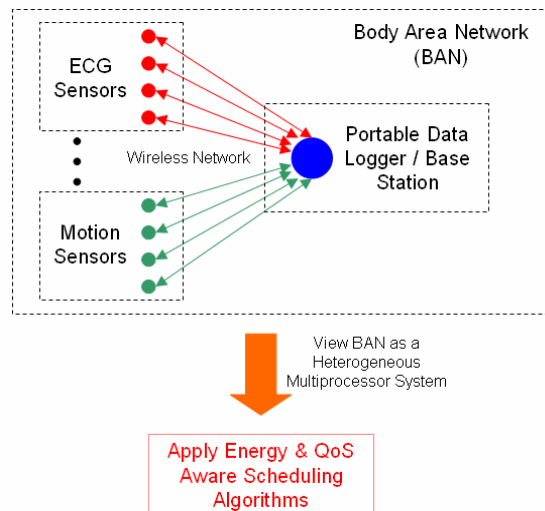 Body Area Network
(BAN)
ECG
Sensors
Portable Data
Logger / Base
Station
Wireless Network
Motion
Sensors
View BAN as a
Heterogeneous
Multiprocessor System
Apply Energy & QoS
Aware Scheduling
Algorithms